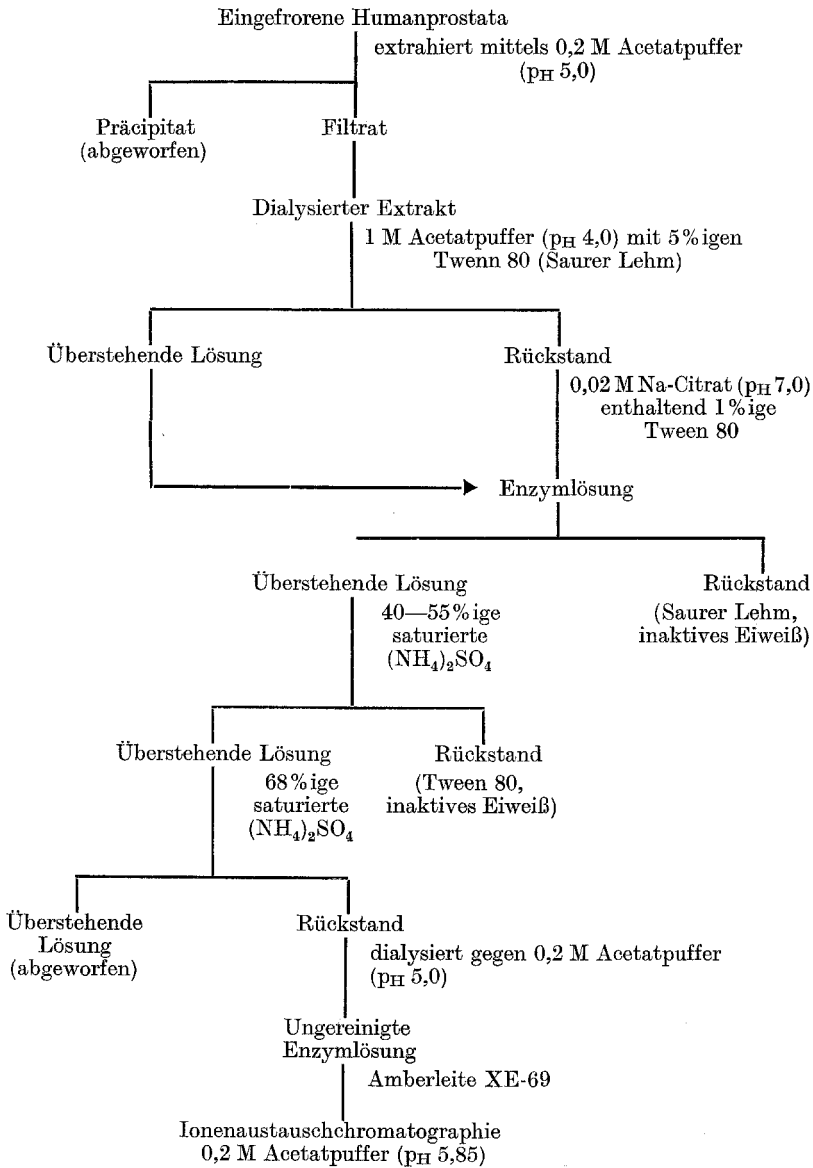 Eingefrorene Humanprostata
extrahiert mittels 0,2 M Acetatpuffer
(pH 5,0)
Präcipitat
(abgeworfen)
Filtrat
Dialysierter Extrakt
1 M Acetatpuffer (pH 4,0) mit 5%igen
Twenn 80 (Saurer Lehm)
Überstehende Lösung
Rückstand
0,02 M Na-Citrat (pH 7,0)
enthaltend 1%ige
Tween 80
Enzymlösung
Überstehende Lösung
40—55%ige
saturierte
(NH₄)₂SO₄
Rückstand
(Saurer Lehm,
inaktives Eiweiß)
Überstehende Lösung
68%ige
saturierte
(NH₄)₂SO₄
Rückstand
(Tween 80,
inaktives Eiweiß)
Überstehende
Lösung
(abgeworfen)
Rückstand
dialysiert gegen 0,2 M Acetatpuffer
(pH 5,0)
Ungereinigte
Enzymlösung
Amberleite XE-69
Ionenaustauschchromatographie
0,2 M Acetatpuffer (pH 5,85)